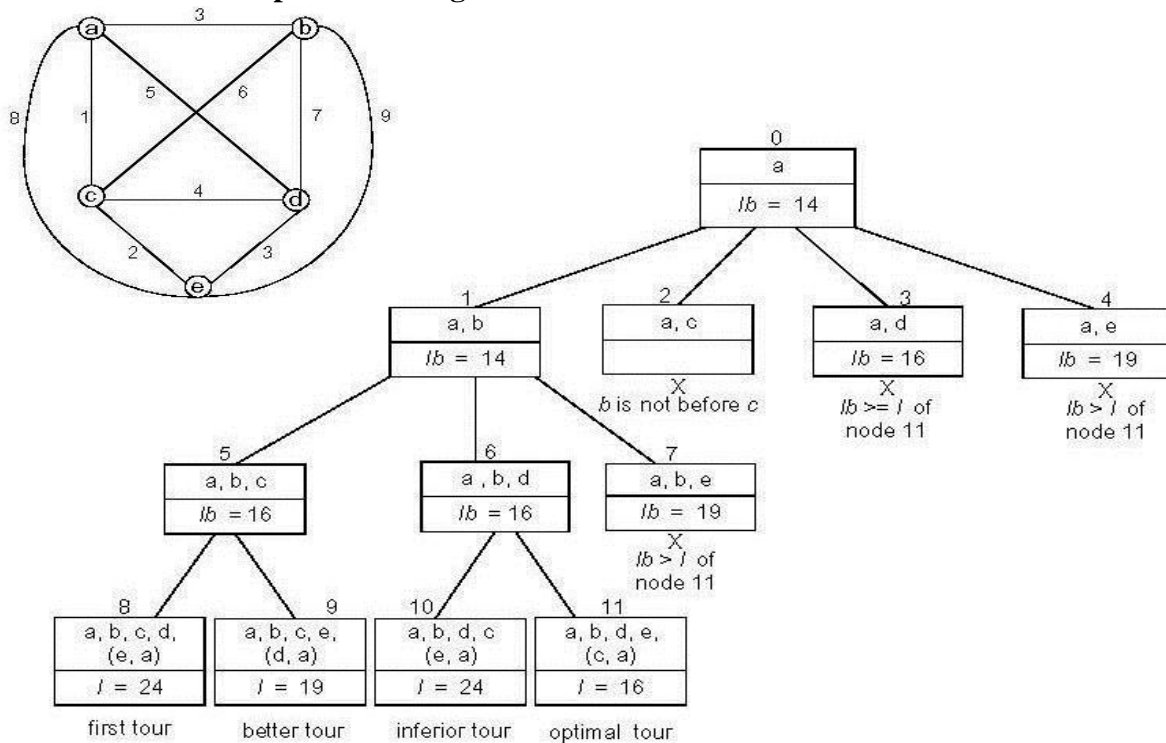 3
a
b
8
5
6
1
7
9
c
4
d
2
3
e
0
a
lb = 14
1
a, b
lb = 14
2
a, c
X
b is not before c
3
a, d
lb = 16
X
lb >= l of
node 11
4
a, e
lb = 19
X
lb > l of
node 11
5
a, b, c
lb = 16
6
a , b, d
lb = 16
7
a, b, e
lb = 19
X
lb > l of
node 11
8
a, b, c, d,
(e, a)
l = 24
first tour
9
a, b, c, e,
(d, a)
l = 19
better tour
10
a, b, d, c
(e, a)
l = 24
inferior tour
11
a, b, d, e,
(c, a)
l = 16
optimal tour